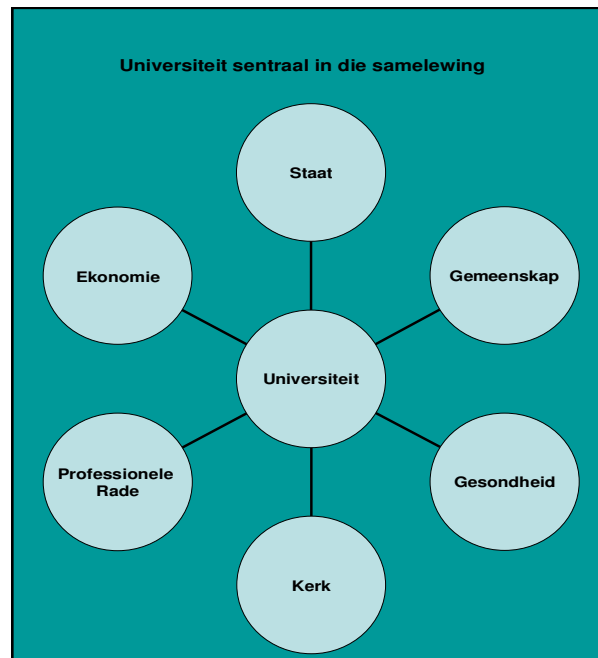 Universiteit sentraal in die samelewing
Staat
Ekonomie
Gemeenskap
Universiteit
Professionele
Rade
Gesondheid
Kerk